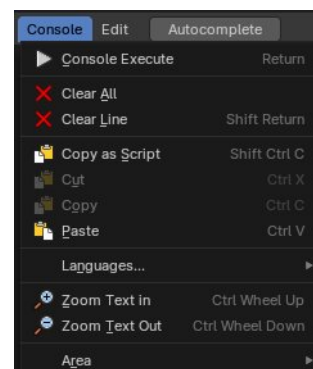 Console Edit Autocomplete
Console Execute Return
Clear All
Clear Line Shift Return
Copy as Script Shift Ctrl C
Cut Ctrl X
Copy Ctrl C
Paste Ctrl V
Languages...
Zoom Text in Ctrl Wheel Up
Zoom Text Out Ctrl Wheel Down
Area